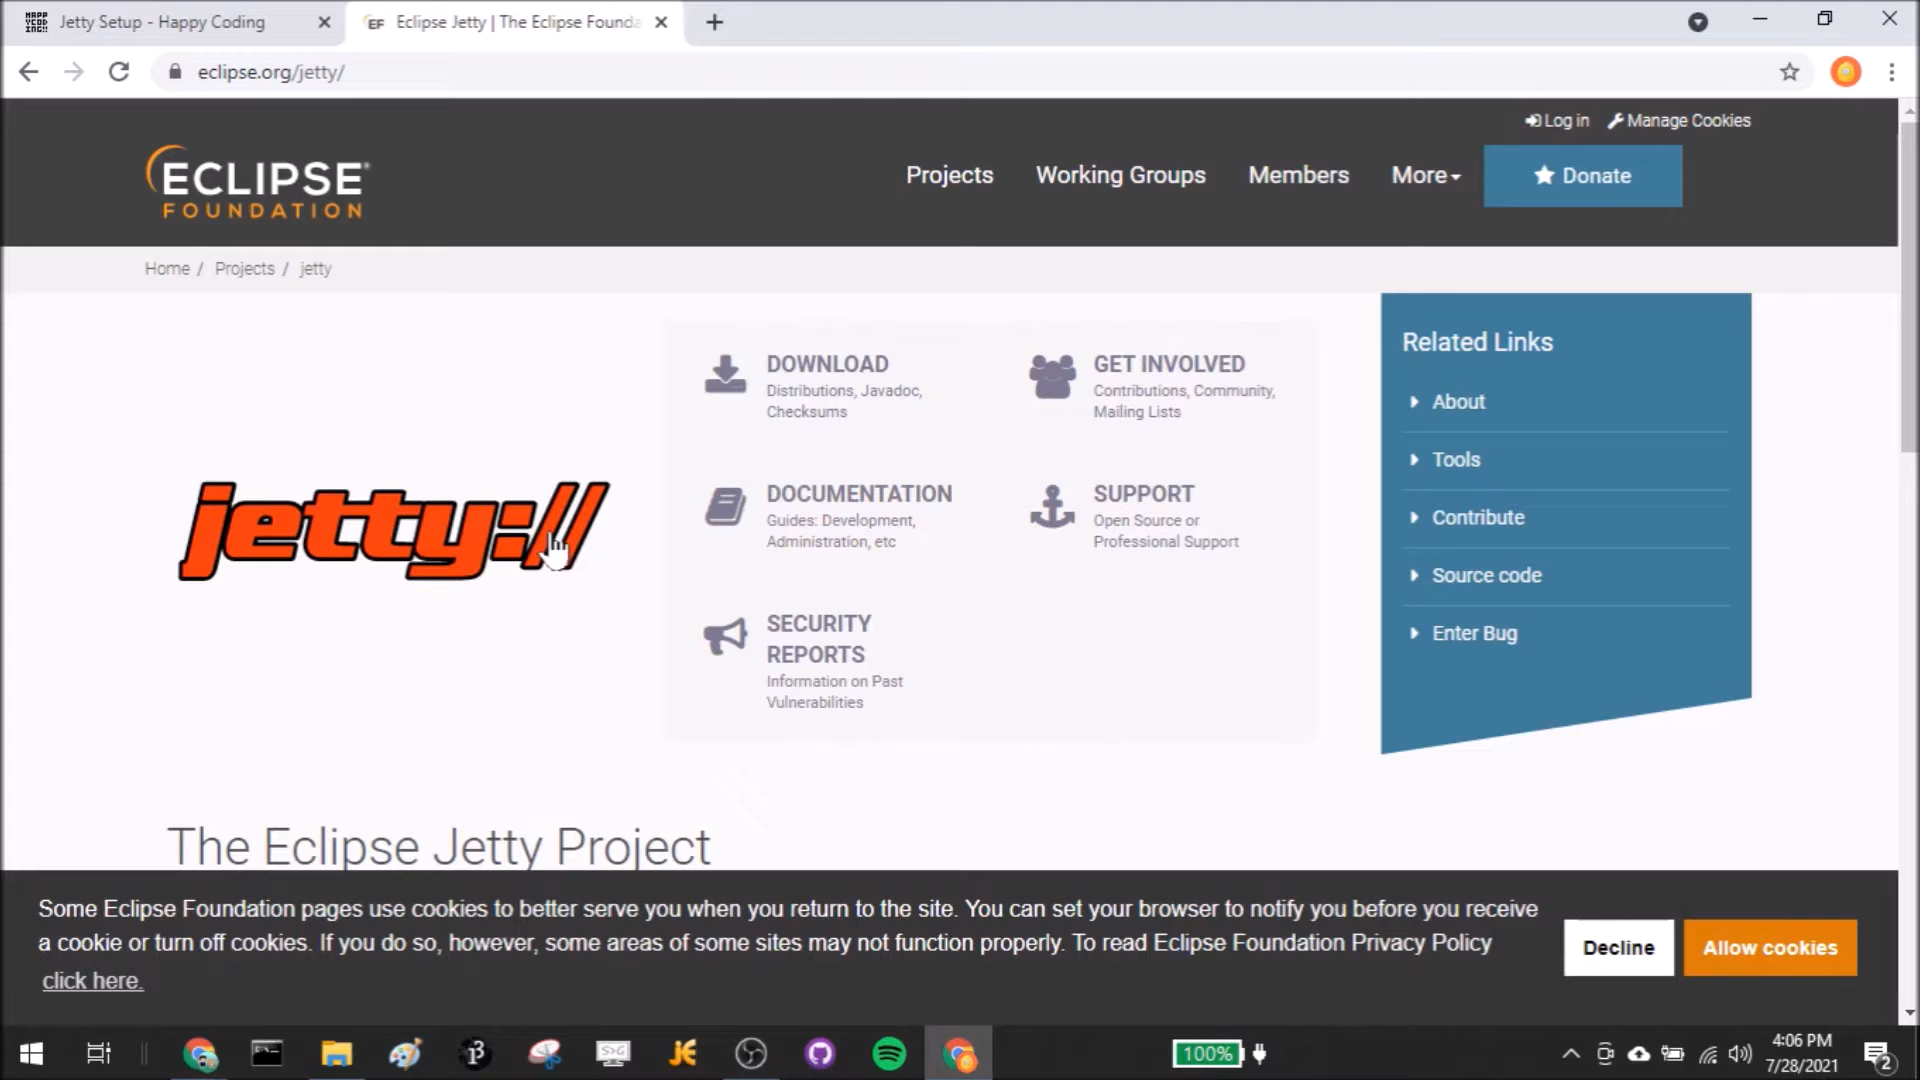 Jetty Setup - Happy Coding
Eclipse Jetty | The Eclipse Founda
eclipse.org/jetty/
Log in
Manage Cookies
ECLIPSE
FOUNDATION
Projects
Working Groups
Members
More
Donate
Home / Projects / jetty
jetty://
DOWNLOAD
Distributions, Javadoc,
Checksums
GET INVOLVED
Contributions, Community,
Mailing Lists
DOCUMENTATION
Guides: Development,
Administration, etc
SUPPORT
Open Source or
Professional Support
SECURITY
REPORTS
Information on Past
Vulnerabilities
Related Links
About
Tools
Contribute
Source code
Enter Bug
The Eclipse Jetty Project
Some Eclipse Foundation pages use cookies to better serve you when you return to the site. You can set your browser to notify you before you receive
a cookie or turn off cookies. If you do so, however, some areas of some sites may not function properly. To read Eclipse Foundation Privacy Policy
click here.
Decline
Allow cookies
100%
4:06 PM
7/28/2021
2